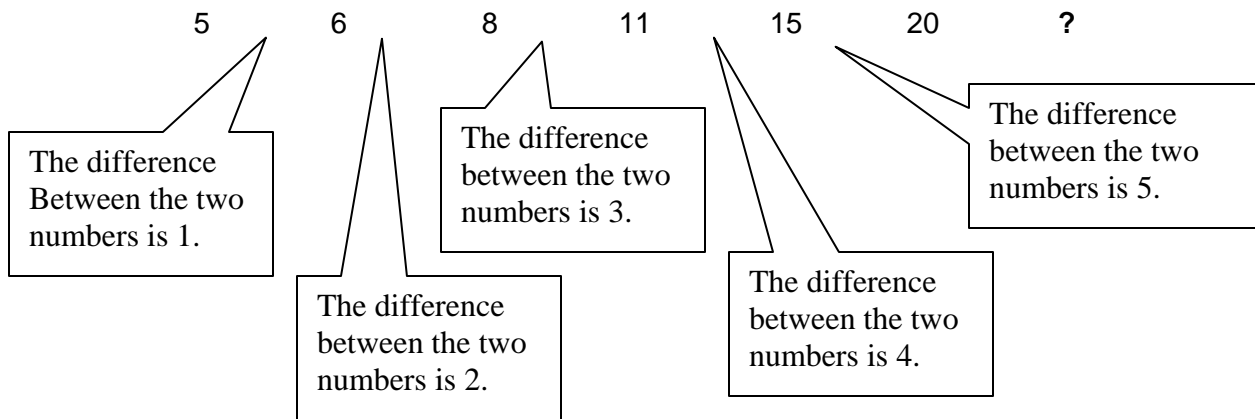 5 6 8 11 15 20 ?
The difference
Between the two
numbers is 1.
The difference
between the two
numbers is 2.
The difference
between the two
numbers is 3.
The difference
between the two
numbers is 4.
The difference
between the two
numbers is 5.